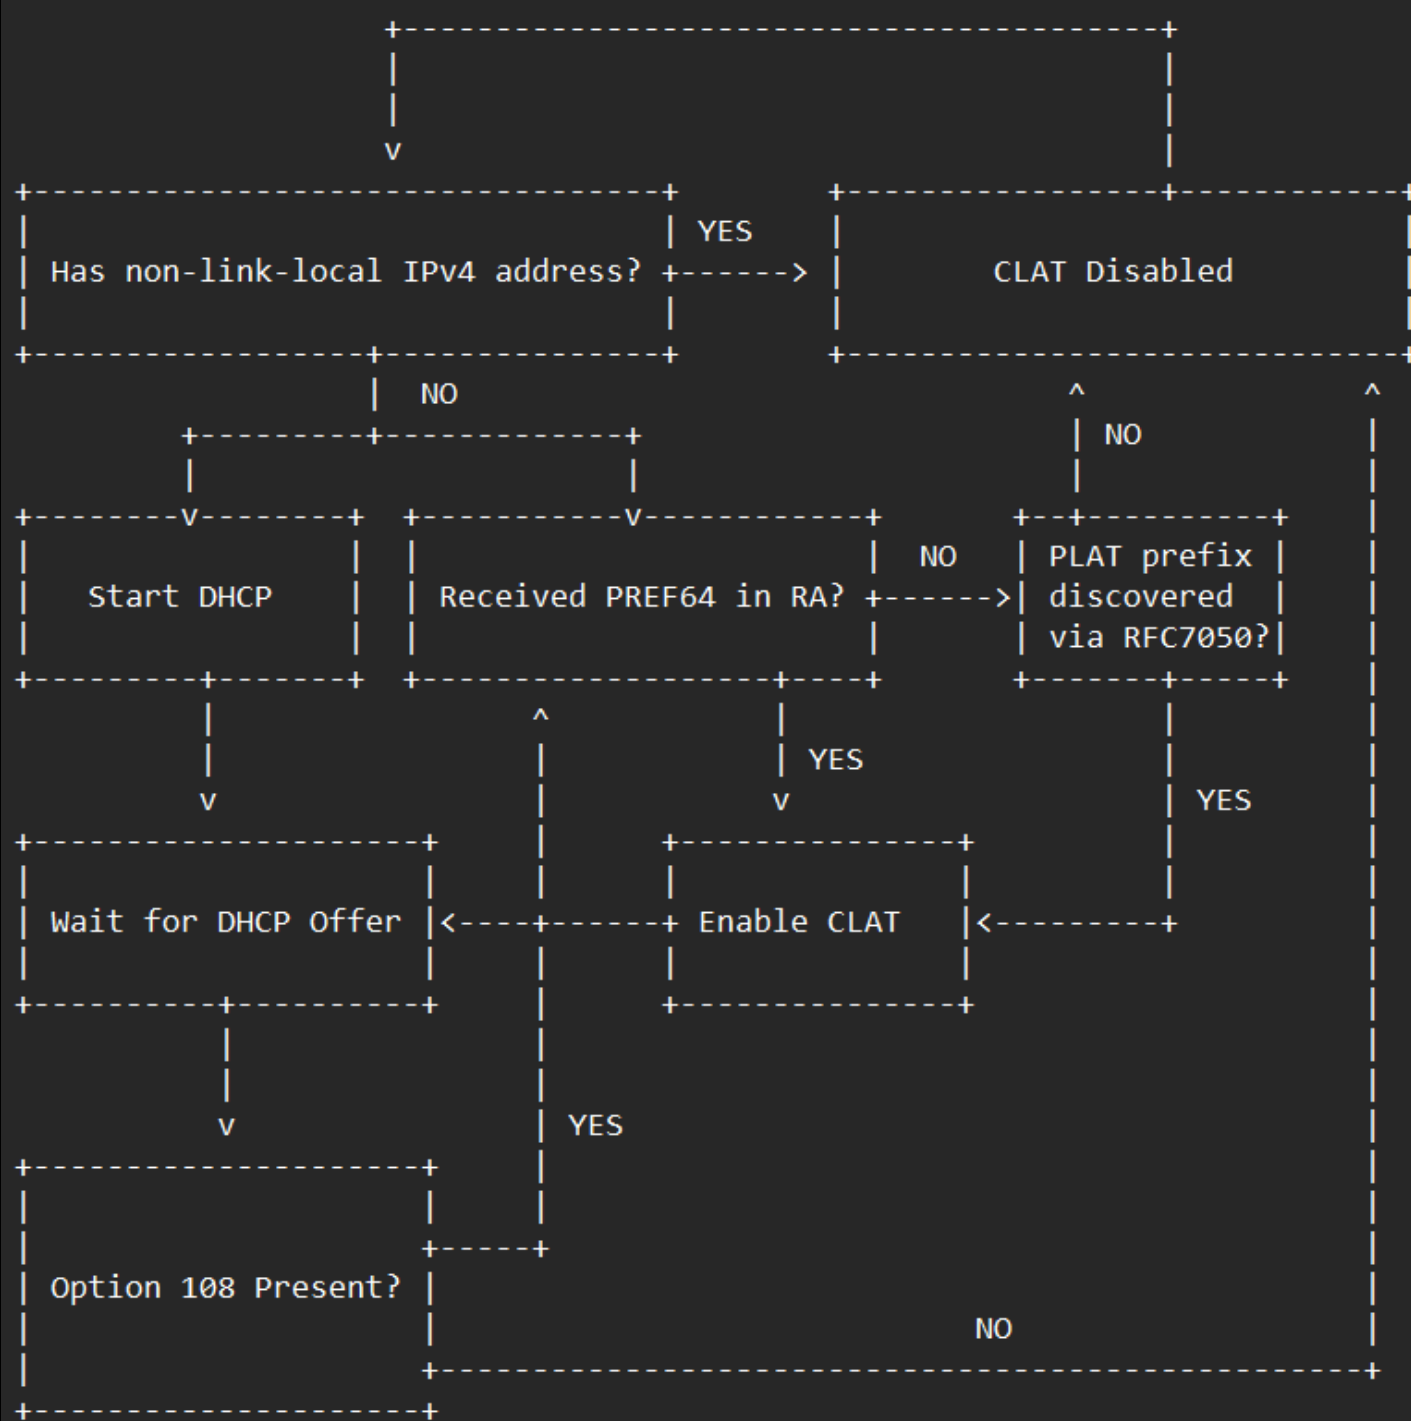 YES
Has non-link-local IPv4 address?
CLAT Disabled
NO
NO
Start DHCP
Received PREF64 in RA?
NO
PLAT prefix
discovered
via RFC7050?
YES
YES
Wait for DHCP Offer
Enable CLAT
YES
Option 108 Present?
NO